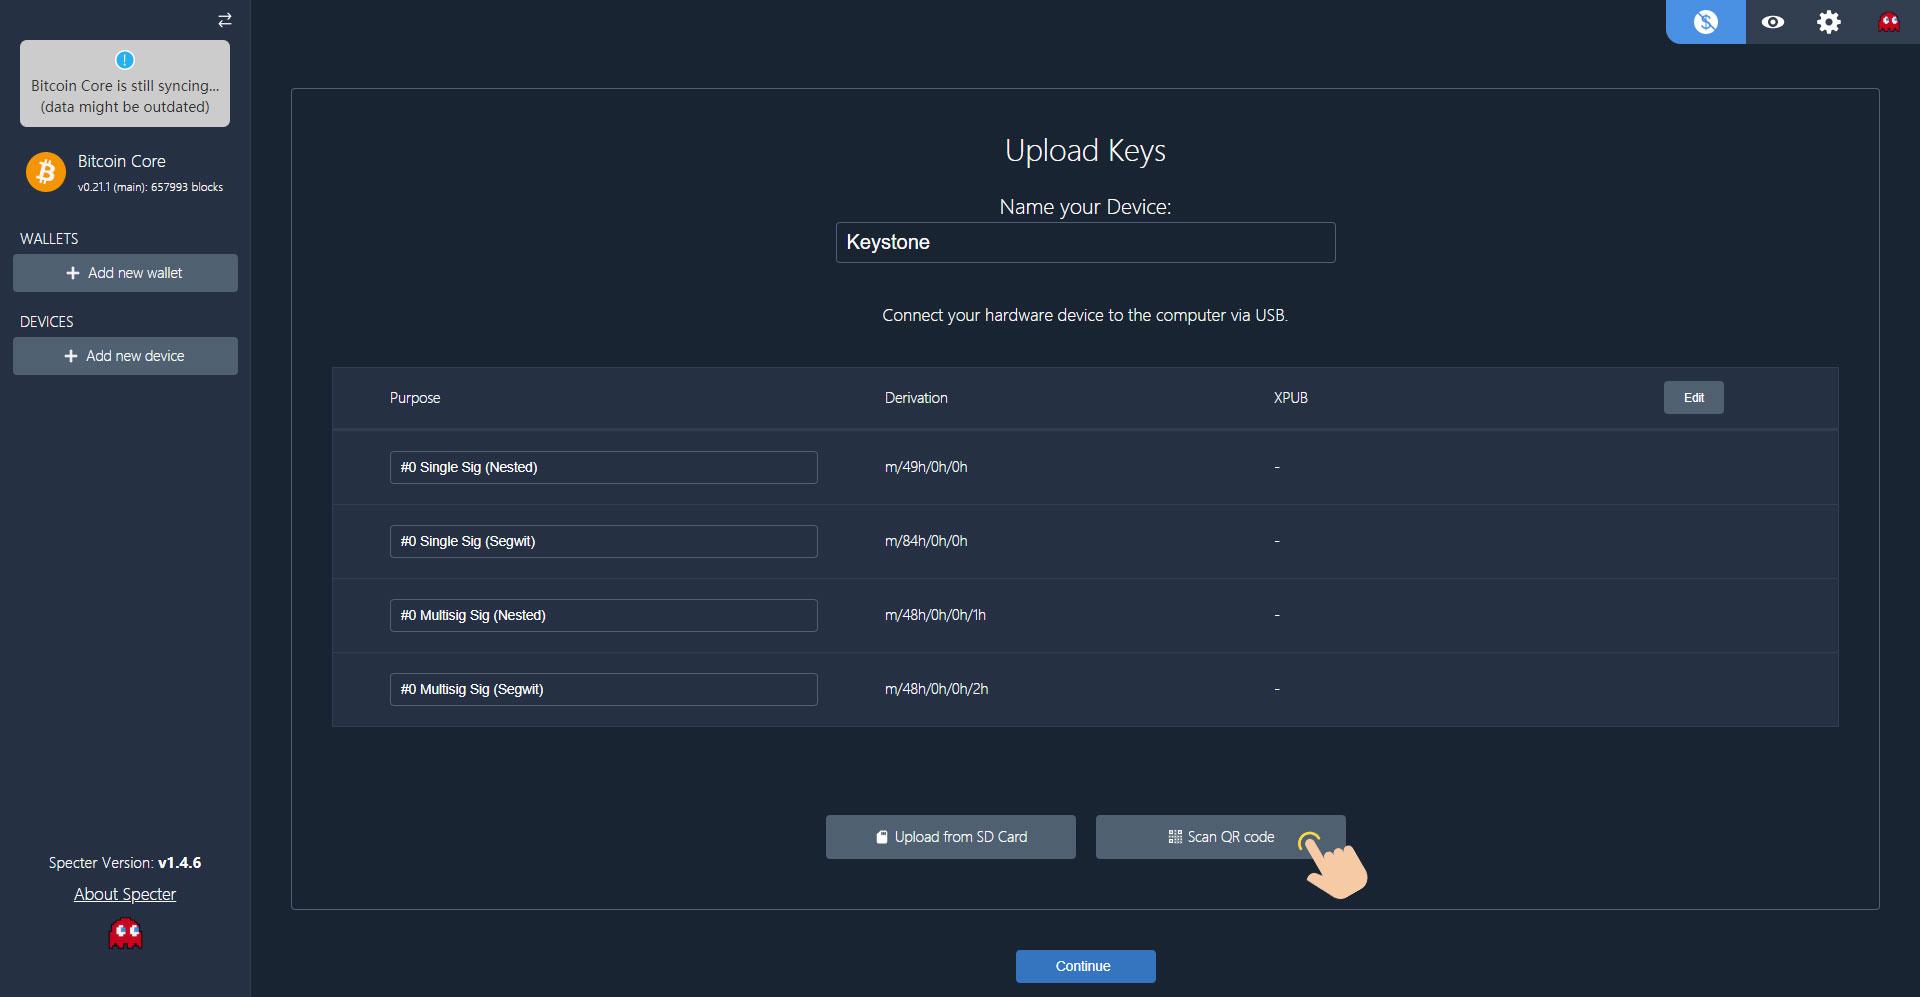 Bitcoin Core is still syncing...
(data might be outdated)
Bitcoin Core
v0.21.1 (main): 657993 blocks
WALLETS
Add new wallet
DEVICES
Add new device
Specter Version: v1.4.6
About Specter
Upload Keys
Name your Device:
Keystone
Connect your hardware device to the computer via USB.
Purpose Derivation XPUB Edit
#0 Single Sig (Nested) m/49h/0h/0h -
#0 Single Sig (Segwit) m/84h/0h/0h -
#0 Multisig Sig (Nested) m/48h/0h/0h/1h -
#0 Multisig Sig (Segwit) m/48h/0h/0h/2h -
Upload from SD Card Scan QR code
Continue